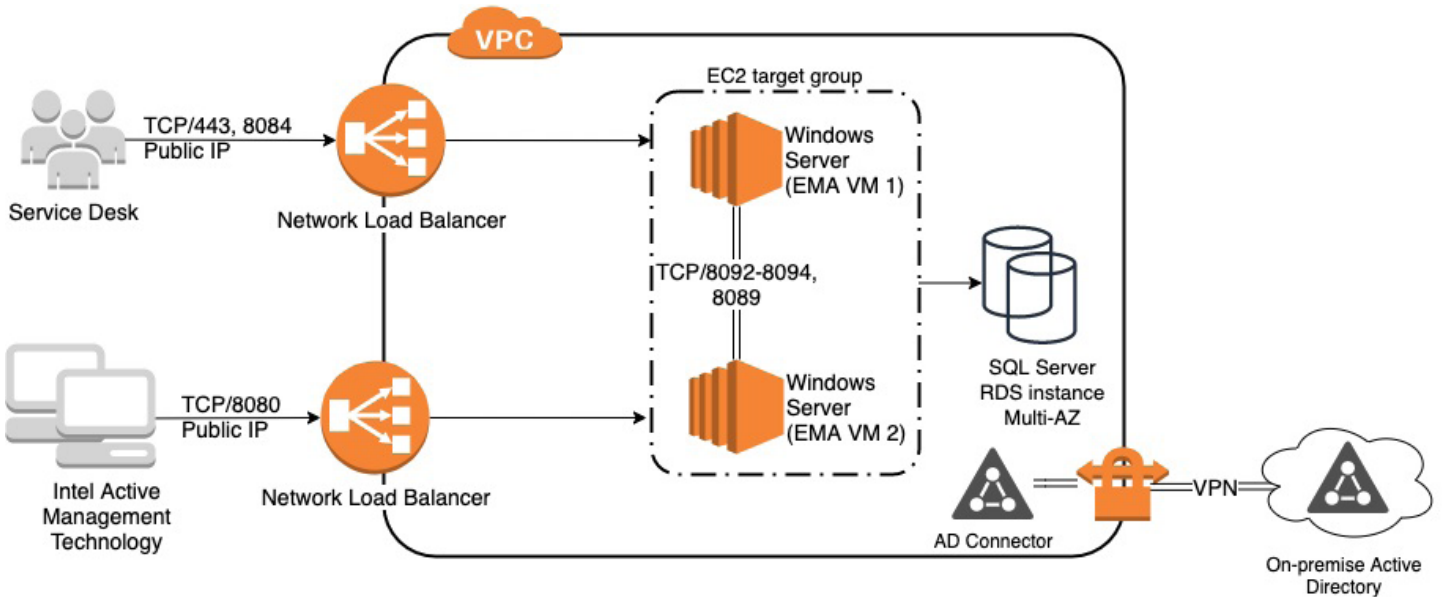 VPC
EC2 target group
TCP/443, 8084
Public IP
Service Desk
Network Load Balancer
Windows
Server
(EMA VM 1)
TCP/8092-8094,
8089
Windows
Server
(EMA VM 2)
SQL Server
RDS instance
Multi-AZ
TCP/8080
Public IP
Intel Active
Management
Technology
Network Load Balancer
AD Connector
VPN
On-premise Active
Directory